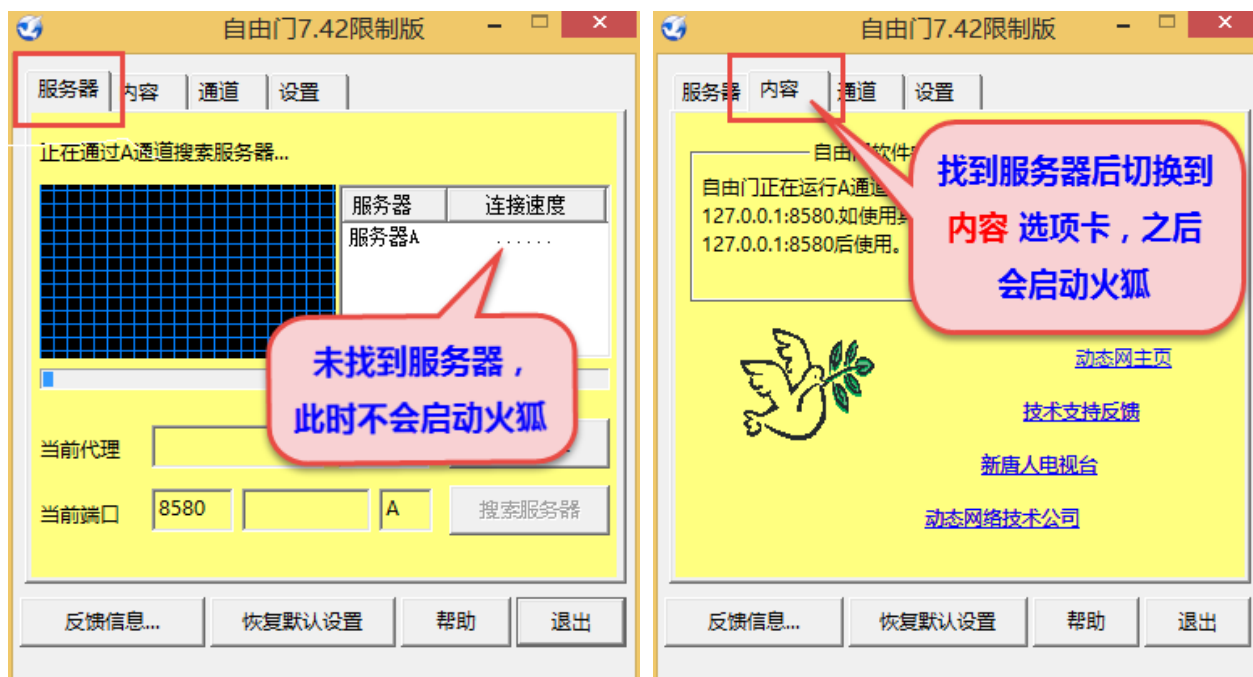 自由门7.42限制版
服务器 内容 通道 设置
正在通过A通道搜索服务器...
服务器 连接速度
服务器A ......
未找到服务器，
此时不会启动火狐
当前代理
当前端口 8580 A 搜索服务器
反馈信息... 恢复默认设置 帮助 退出
自由门7.42限制版
服务器 内容 通道 设置
找到服务器后切换到
内容 选项卡，之后
会启动火狐
自由门软件
自由门正在运行A通道
127.0.0.1:8580.如使用
127.0.0.1:8580后使用。
动态网主页
技术支持反馈
新唐人电视台
动态网络技术公司
反馈信息... 恢复默认设置 帮助 退出